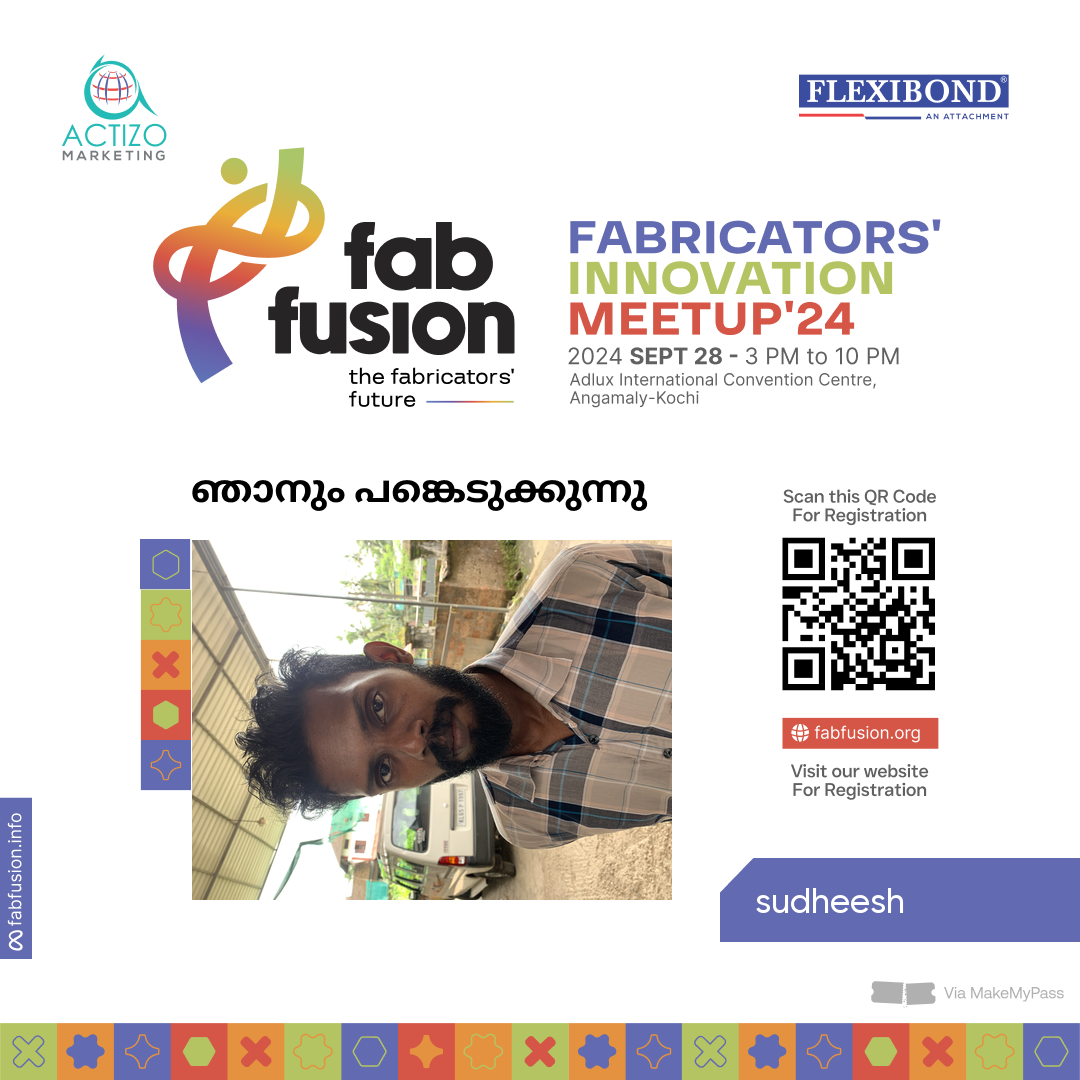 ACTIZO
MARKETING
FLEXIBOND®
AN ATTACHMENT
fab
fusion
the fabricators'
future
FABRICATORS'
INNOVATION
MEETUP'24
2024 SEPT 28 - 3 PM to 10 PM
Adlux International Convention Centre,
Angamaly-Kochi
ഞാനും പങ്കെടുക്കുന്നു
Scan this QR Code
For Registration
fabfusion.org
Visit our website
For Registration
fabfusion.info
sudheesh
Via MakeMyPass